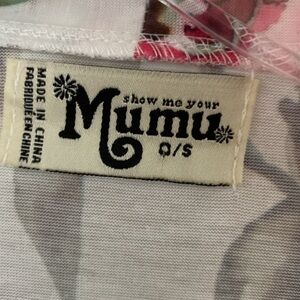 MADE IN CHINA
FABRIQUE EN CHINE
show me your
Mumu
O/S